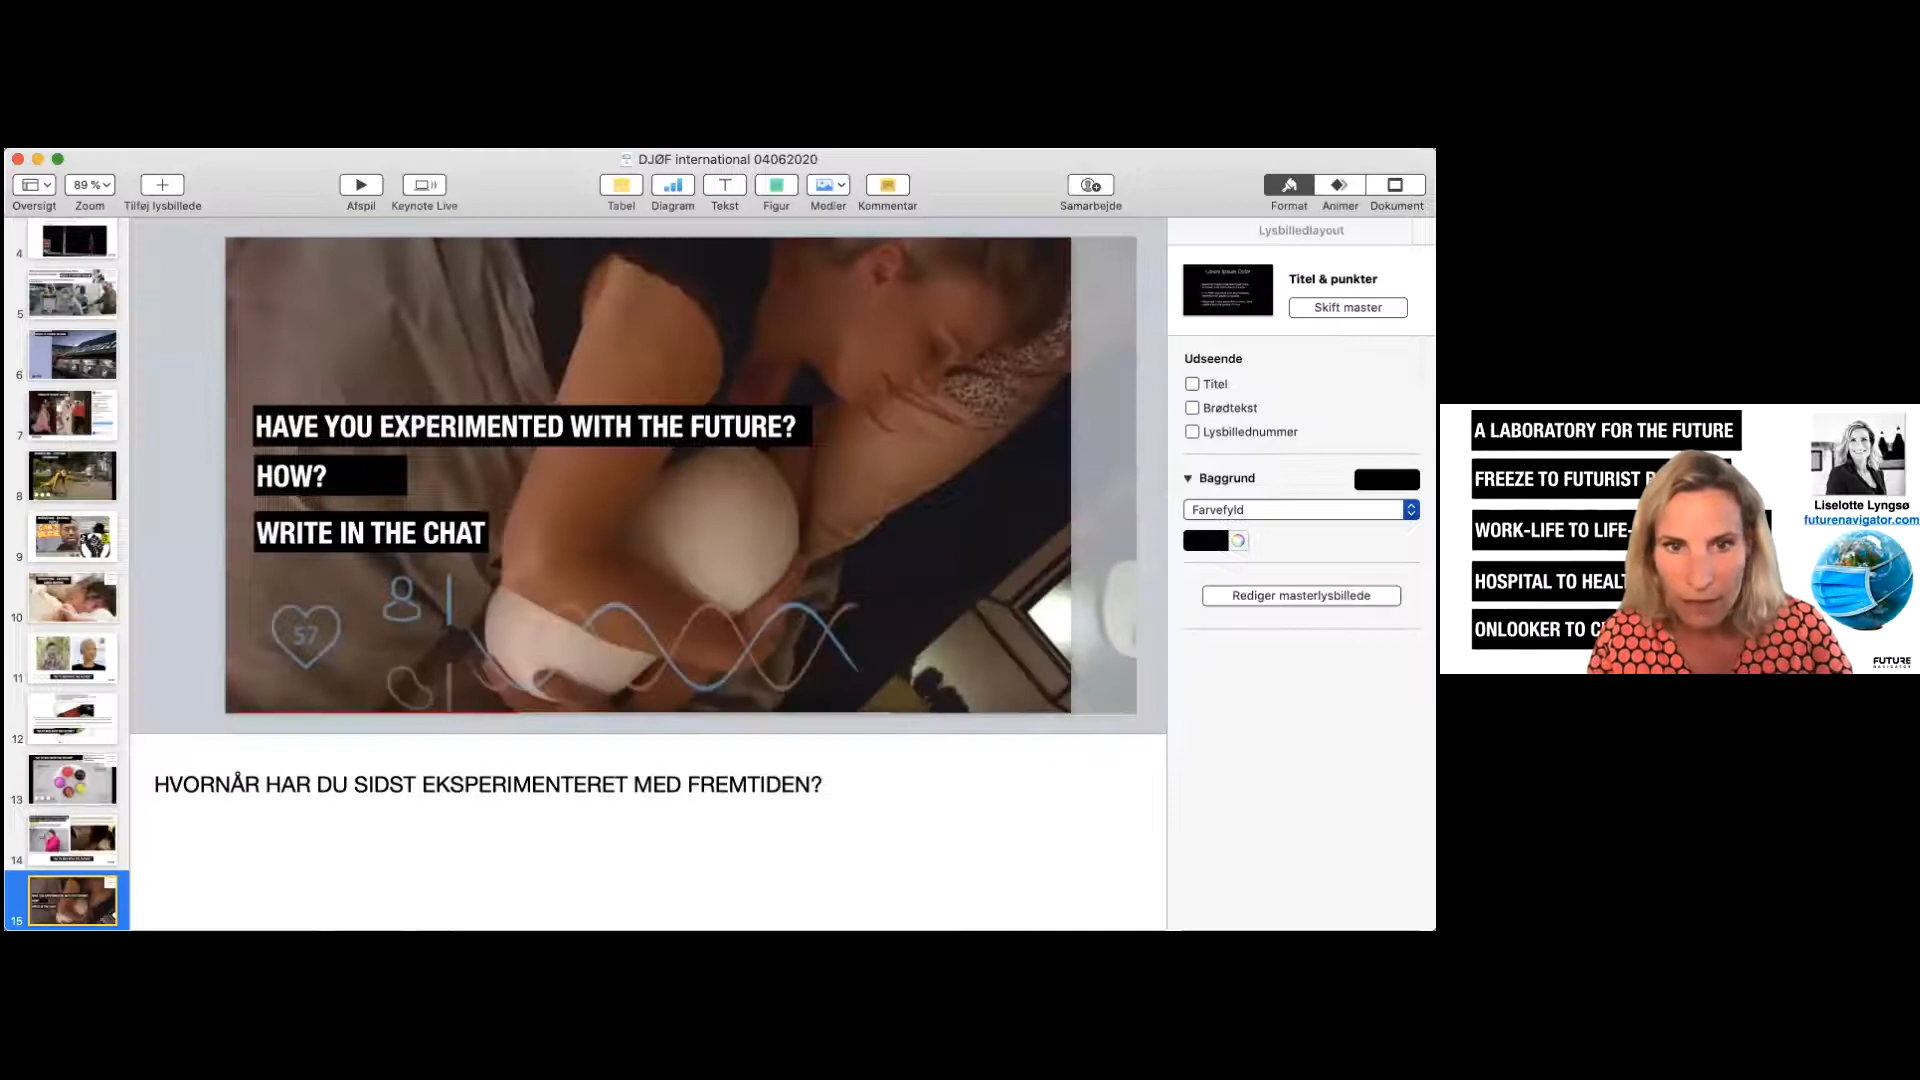 DJØF international 04062020
89 %
Oversigt
Zoom
Tilføj lysbillede
Afspil
Keynote Live
Tabel
Diagram
Tekst
Figur
Medier
Kommentar
Samarbejde
Format
Animer
Dokument
4
5
6
7
8
9
10
11
12
13
14
15
HAVE YOU EXPERIMENTED WITH THE FUTURE?
HOW?
WRITE IN THE CHAT
57
HVORNÅR HAR DU SIDST EKSPERIMENTERET MED FREMTIDEN?
Lysbilledlayout
Titel & punkter
Skift master
Udseende
Titel
Brødtekst
Lysbillednummer
Baggrund
Farvefyld
Rediger masterlysbillede
A LABORATORY FOR THE FUTURE
FREEZE TO FUTURIST
WORK-LIFE TO LIFE-
HOSPITAL TO HEAL
ONLOOKER TO C
Liselotte Lyngsø
futurenavigator.com
FUTURE
NAVIGATOR